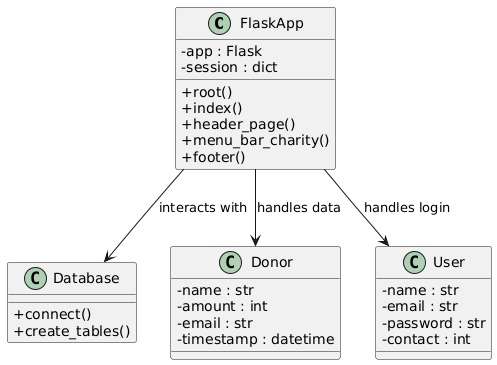 C FlaskApp
-app : Flask
-session : dict
+root()
+index()
+header_page()
+menu_bar_charity()
+footer()
interacts with
handles data
handles login
C Database
+connect()
+create_tables()
C Donor
-name : str
-amount : int
-email : str
-timestamp : datetime
C User
-name : str
-email : str
-password : str
-contact : int